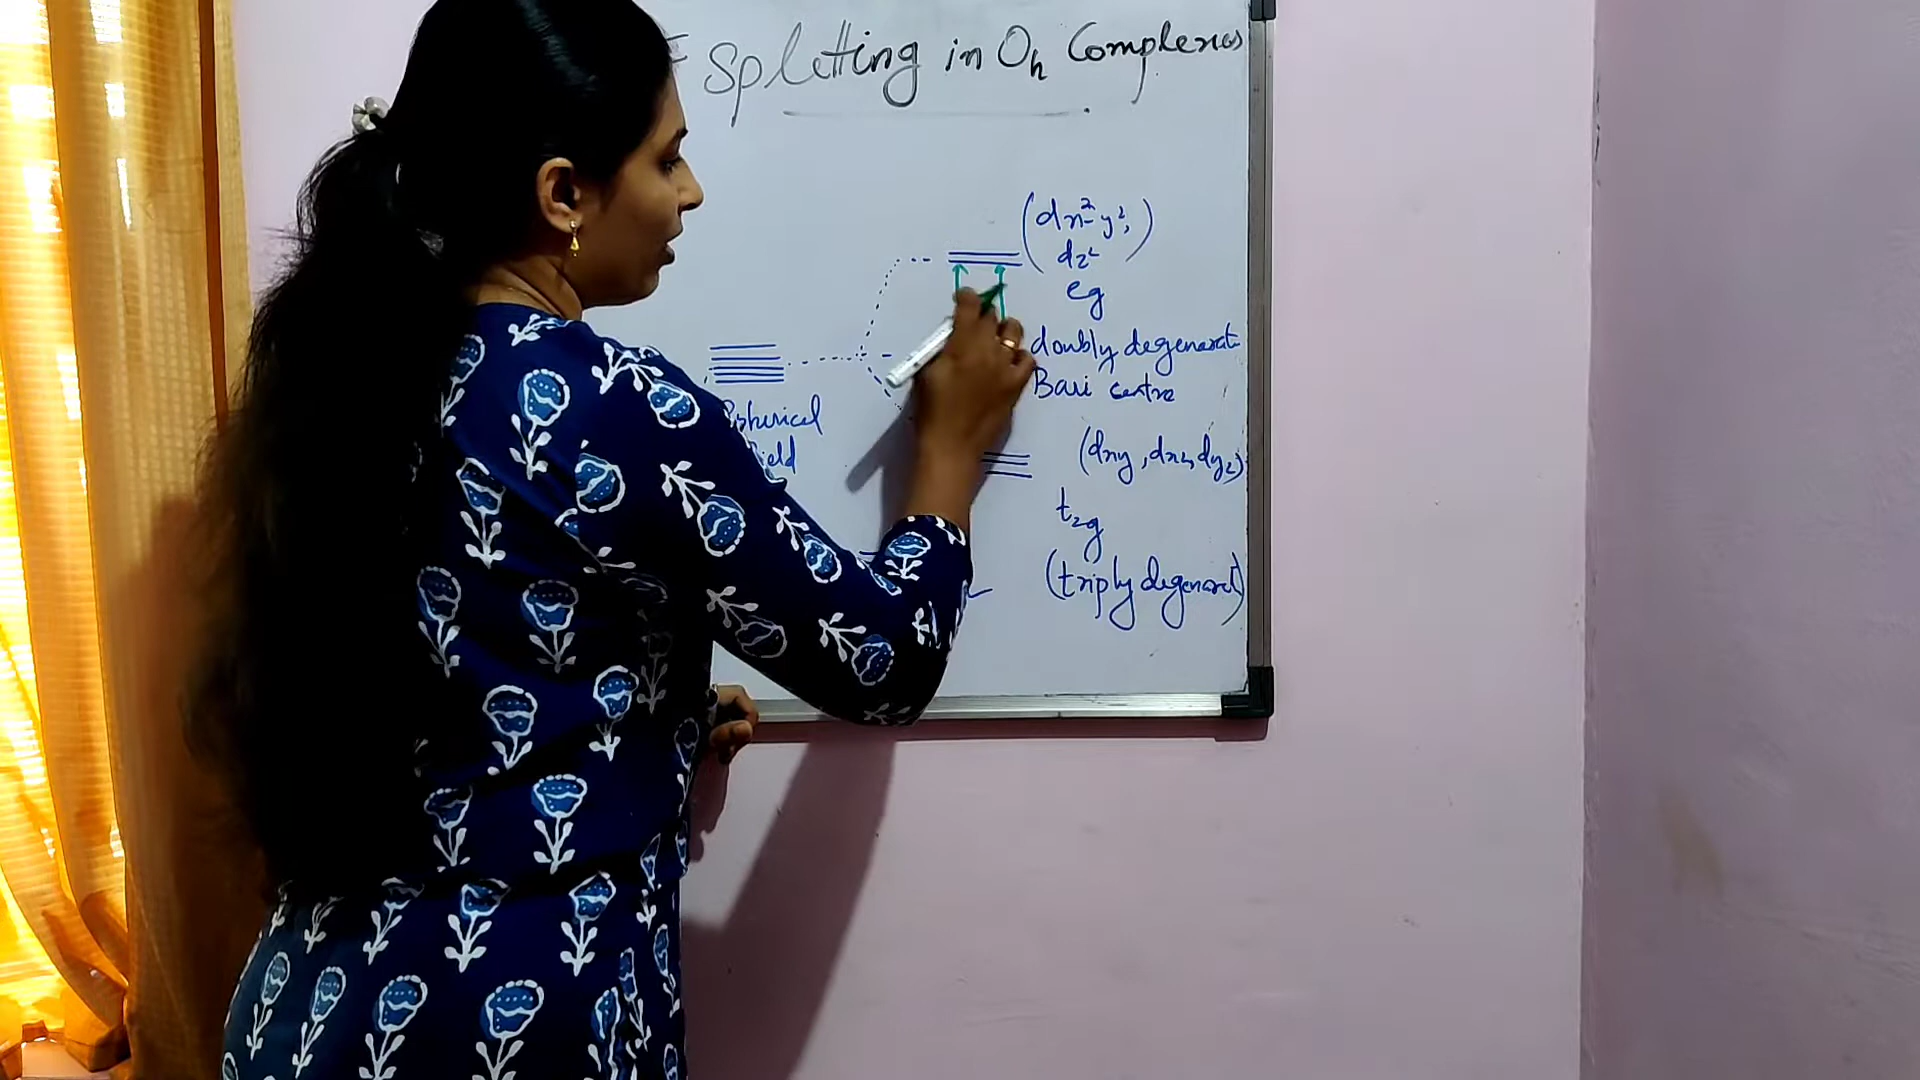 Splitting in Oh Complexes
(dx²-y²,
dz²)
eg
doubly degenerate
Bari centre
Spherical
field
(dxy, dxz, dyz)
t₂g
(triply degenerate)